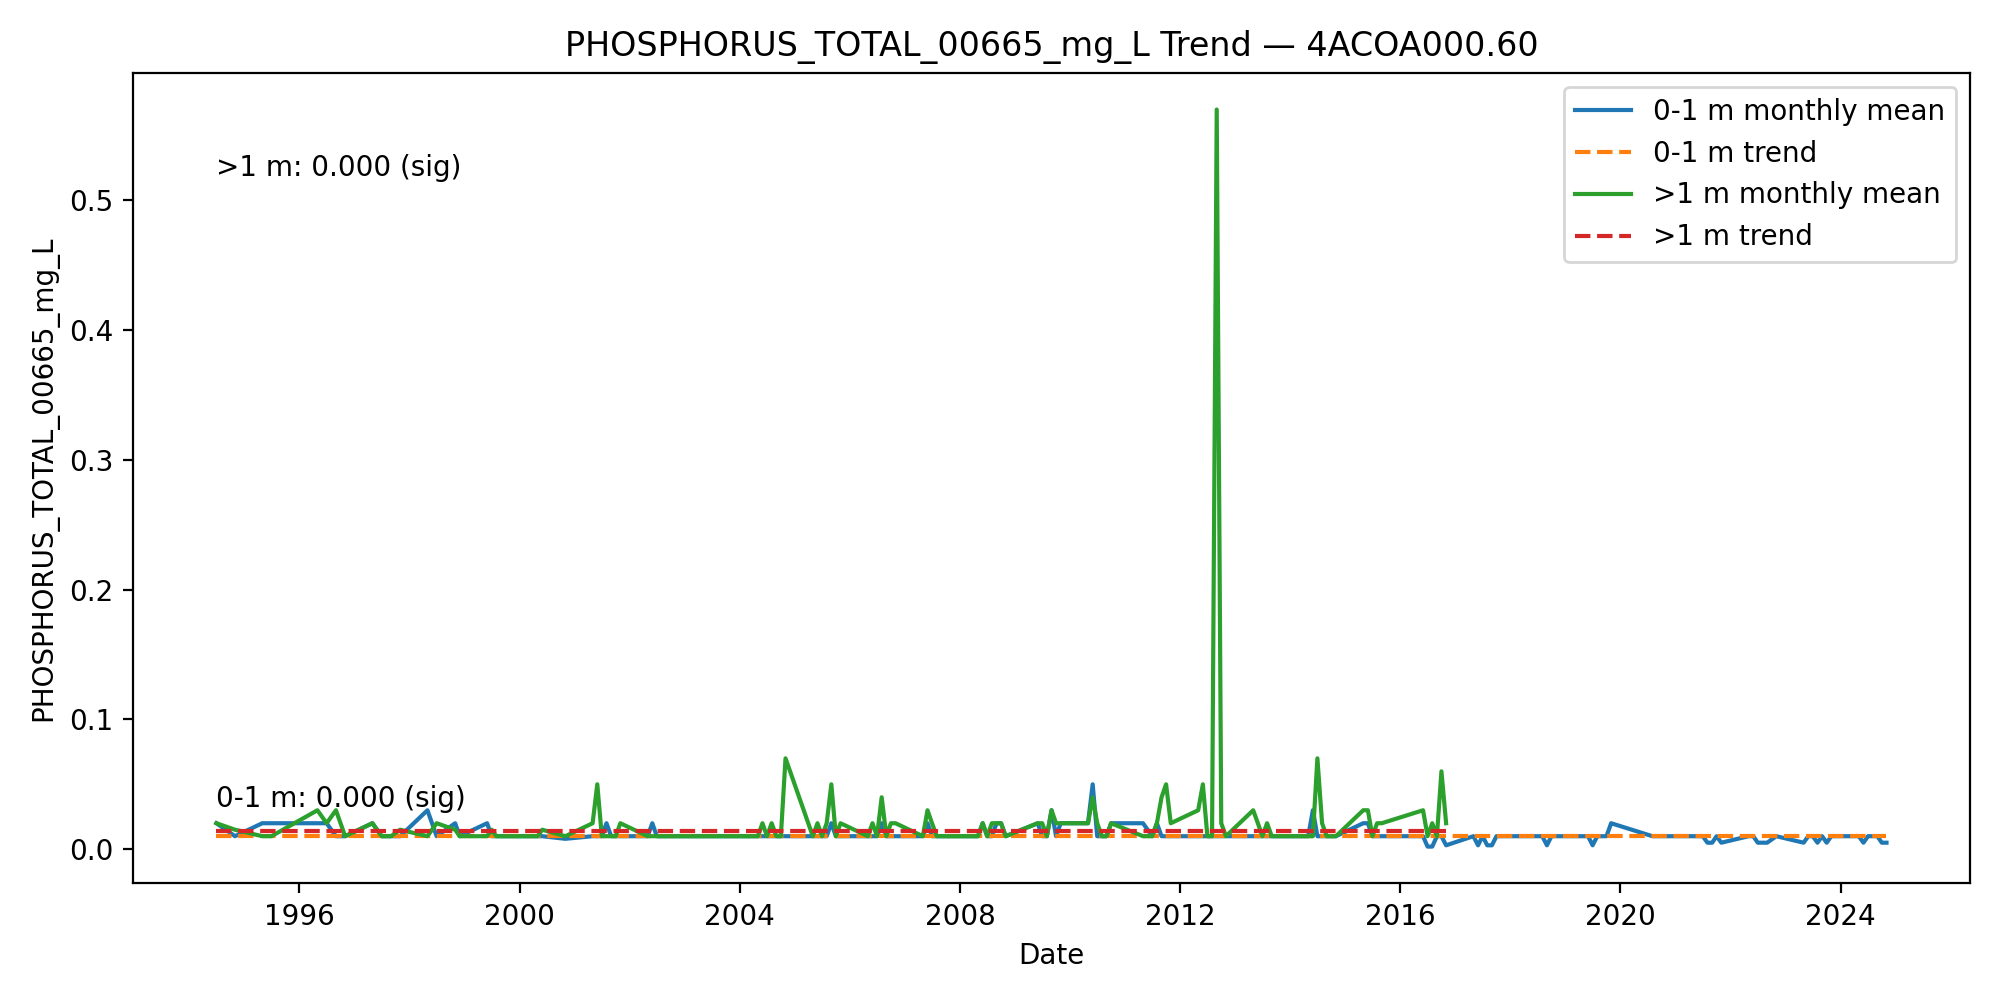 PHOSPHORUS_TOTAL_00665_mg_L Trend — 4ACOA000.60
0-1 m monthly mean
0-1 m trend
>1 m monthly mean
>1 m trend
>1 m: 0.000 (sig)
0-1 m: 0.000 (sig)
PHOSPHORUS_TOTAL_00665_mg_L
0.5
0.4
0.3
0.2
0.1
0.0
1996 2000 2004 2008 2012 2016 2020 2024
Date